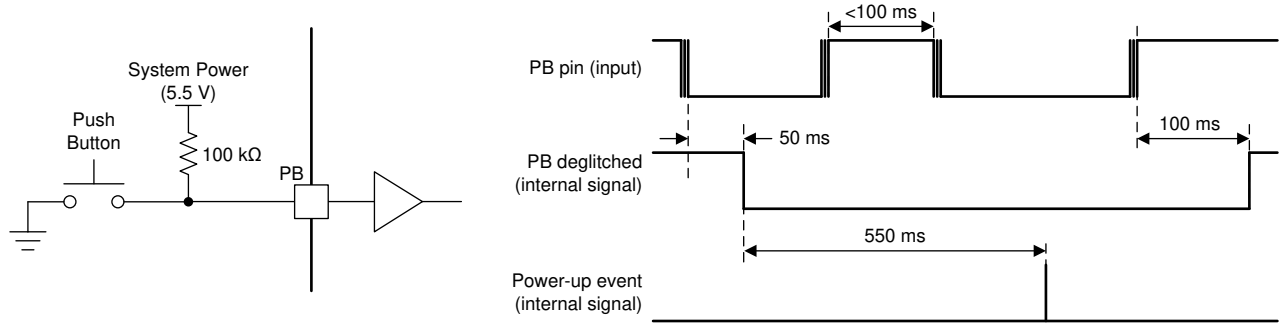 System Power
(5.5 V)
Push
Button
100 kΩ
PB
<100 ms
PB pin (input)
50 ms
100 ms
PB deglitched
(internal signal)
550 ms
Power-up event
(internal signal)